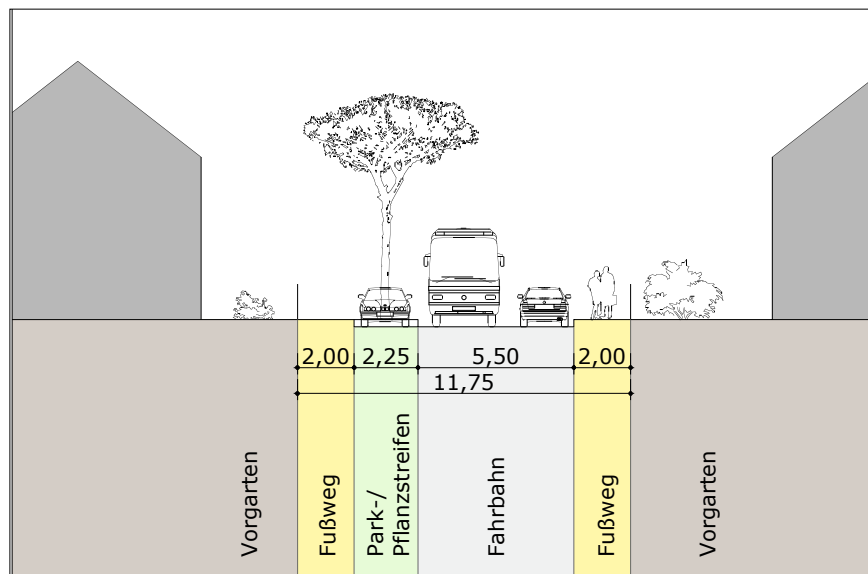 2,00 2,25 5,50 2,00
11,75
Vorgarten
Fußweg
Park-/
Pflanzstreifen
Fahrbahn
Fußweg
Vorgarten